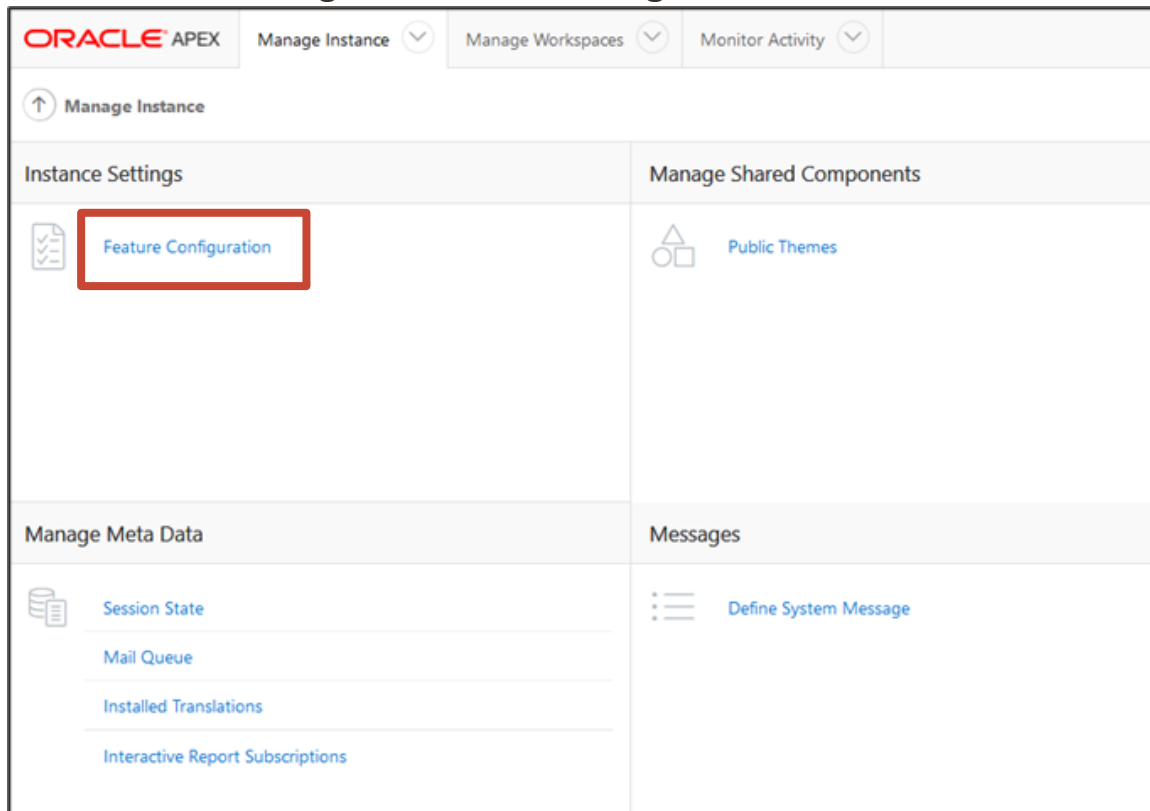 ORACLE APEX
Manage Instance
Manage Workspaces
Monitor Activity
Manage Instance
Instance Settings
Feature Configuration
Manage Shared Components
Public Themes
Manage Meta Data
Session State
Mail Queue
Installed Translations
Interactive Report Subscriptions
Messages
Define System Message